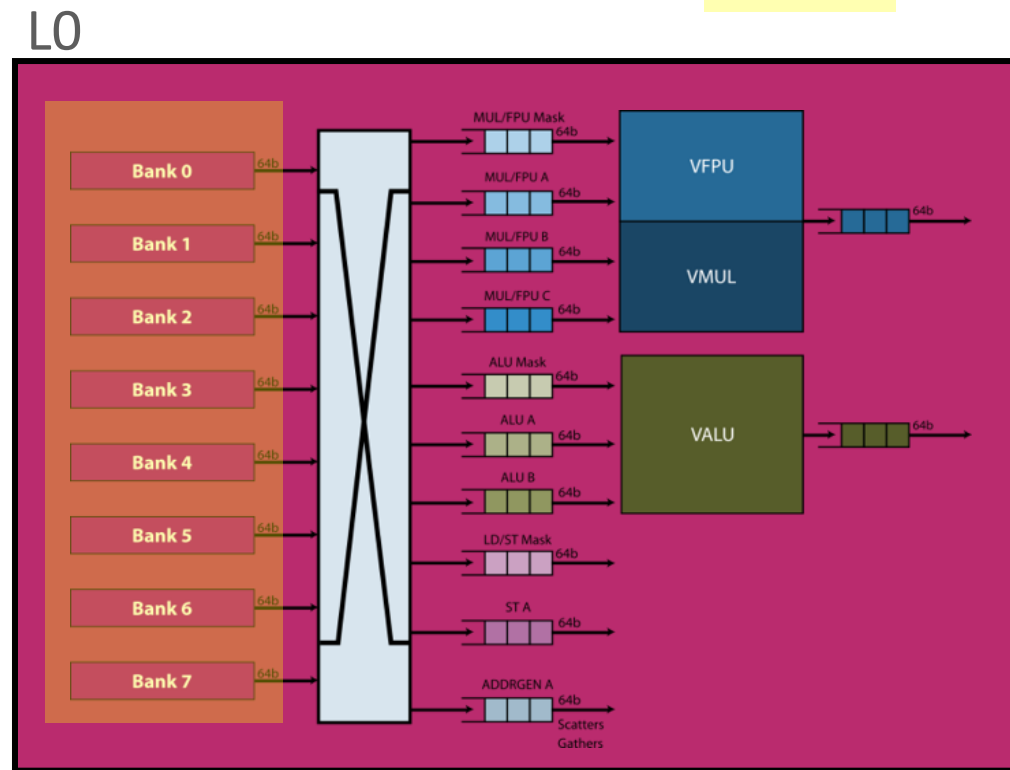 L0
Bank 0
64b
Bank 1
64b
Bank 2
64b
Bank 3
64b
Bank 4
64b
Bank 5
64b
Bank 6
64b
Bank 7
64b
MUL/FPU Mask
64b
MUL/FPU A
64b
MUL/FPU B
64b
MUL/FPU C
64b
ALU Mask
64b
ALU A
64b
ALU B
64b
LD/ST Mask
64b
ST A
64b
ADDRGEN A
64b
Scatters
Gathers
VFPU
VMUL
64b
VALU
64b